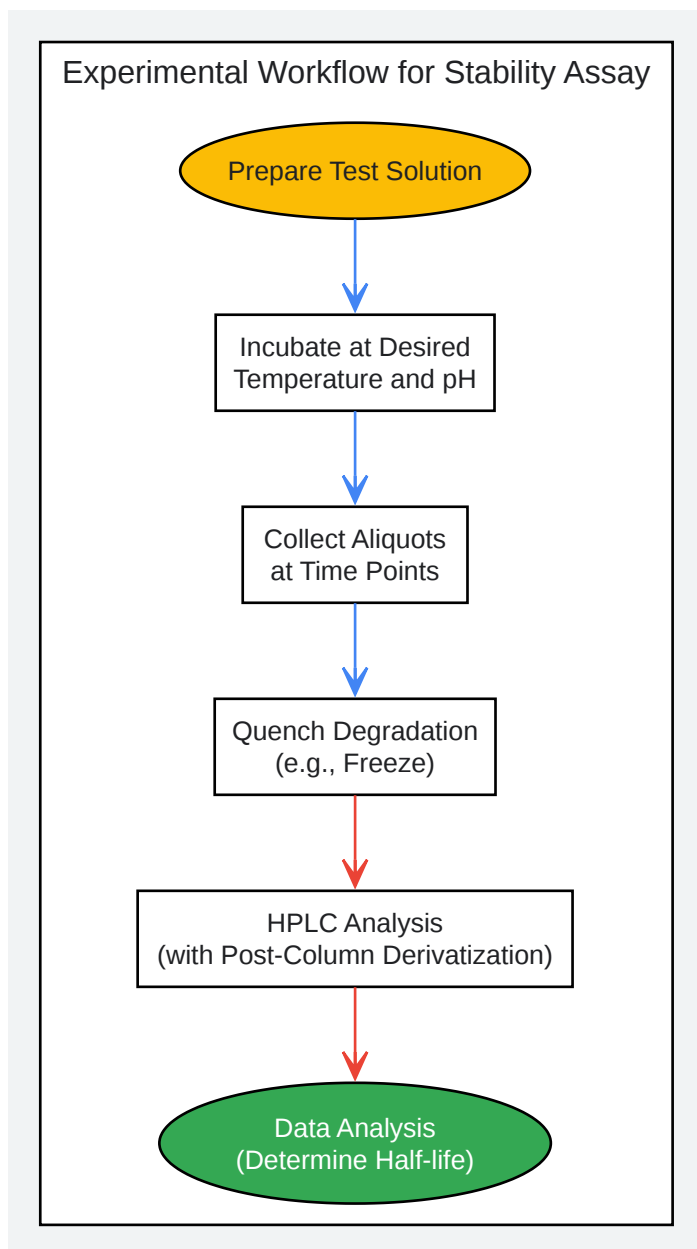 Experimental Workflow for Stability Assay
Prepare Test Solution
Incubate at Desired
Temperature and pH
Collect Aliquots
at Time Points
Quench Degradation
(e.g., Freeze)
HPLC Analysis
(with Post-Column Derivatization)
Data Analysis
(Determine Half-life)